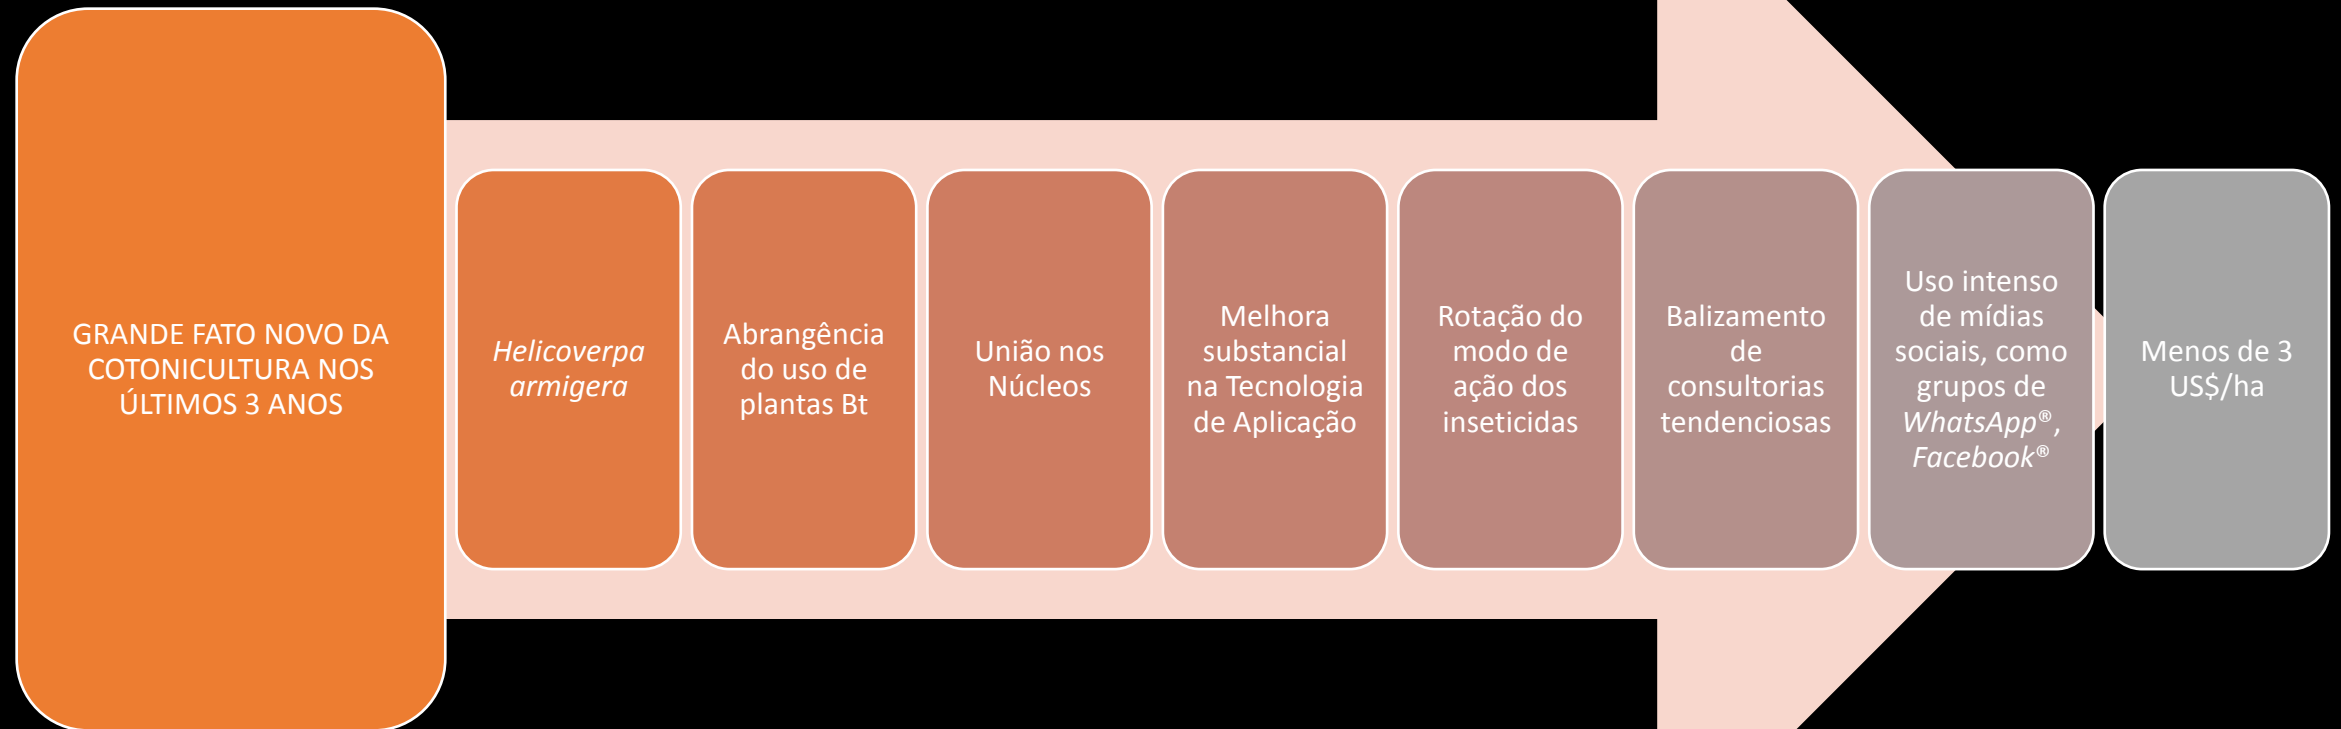 GRANDE FATO NOVO DA
COTONICULTURA NOS
ÚLTIMOS 3 ANOS
Helicoverpa
armigera
Abrangência
do uso de
plantas Bt
União nos
Núcleos
Melhora
substancial
na Tecnologia
de Aplicação
Rotação do
modo de
ação dos
inseticidas
Balizamento
de
consultorias
tendenciosas
Uso intenso
de mídias
sociais, como
grupos de
WhatsApp®,
Facebook®
Menos de 3
US$/ha